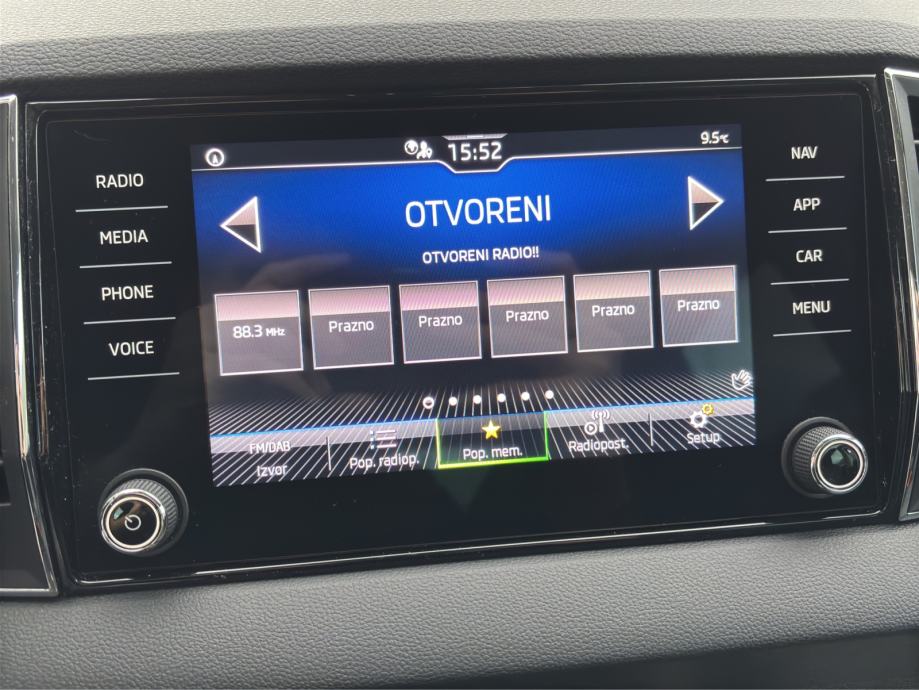 15:52
9.5°C
RADIO
MEDIA
PHONE
VOICE
OTVORENI
OTVORENI RADIO!!
88.3 MHz
Prazno
Prazno
Prazno
Prazno
Prazno
FM/DAB
Izvor
Pop. radiop.
Pop. mem.
Radiopost.
Setup
NAV
APP
CAR
MENU